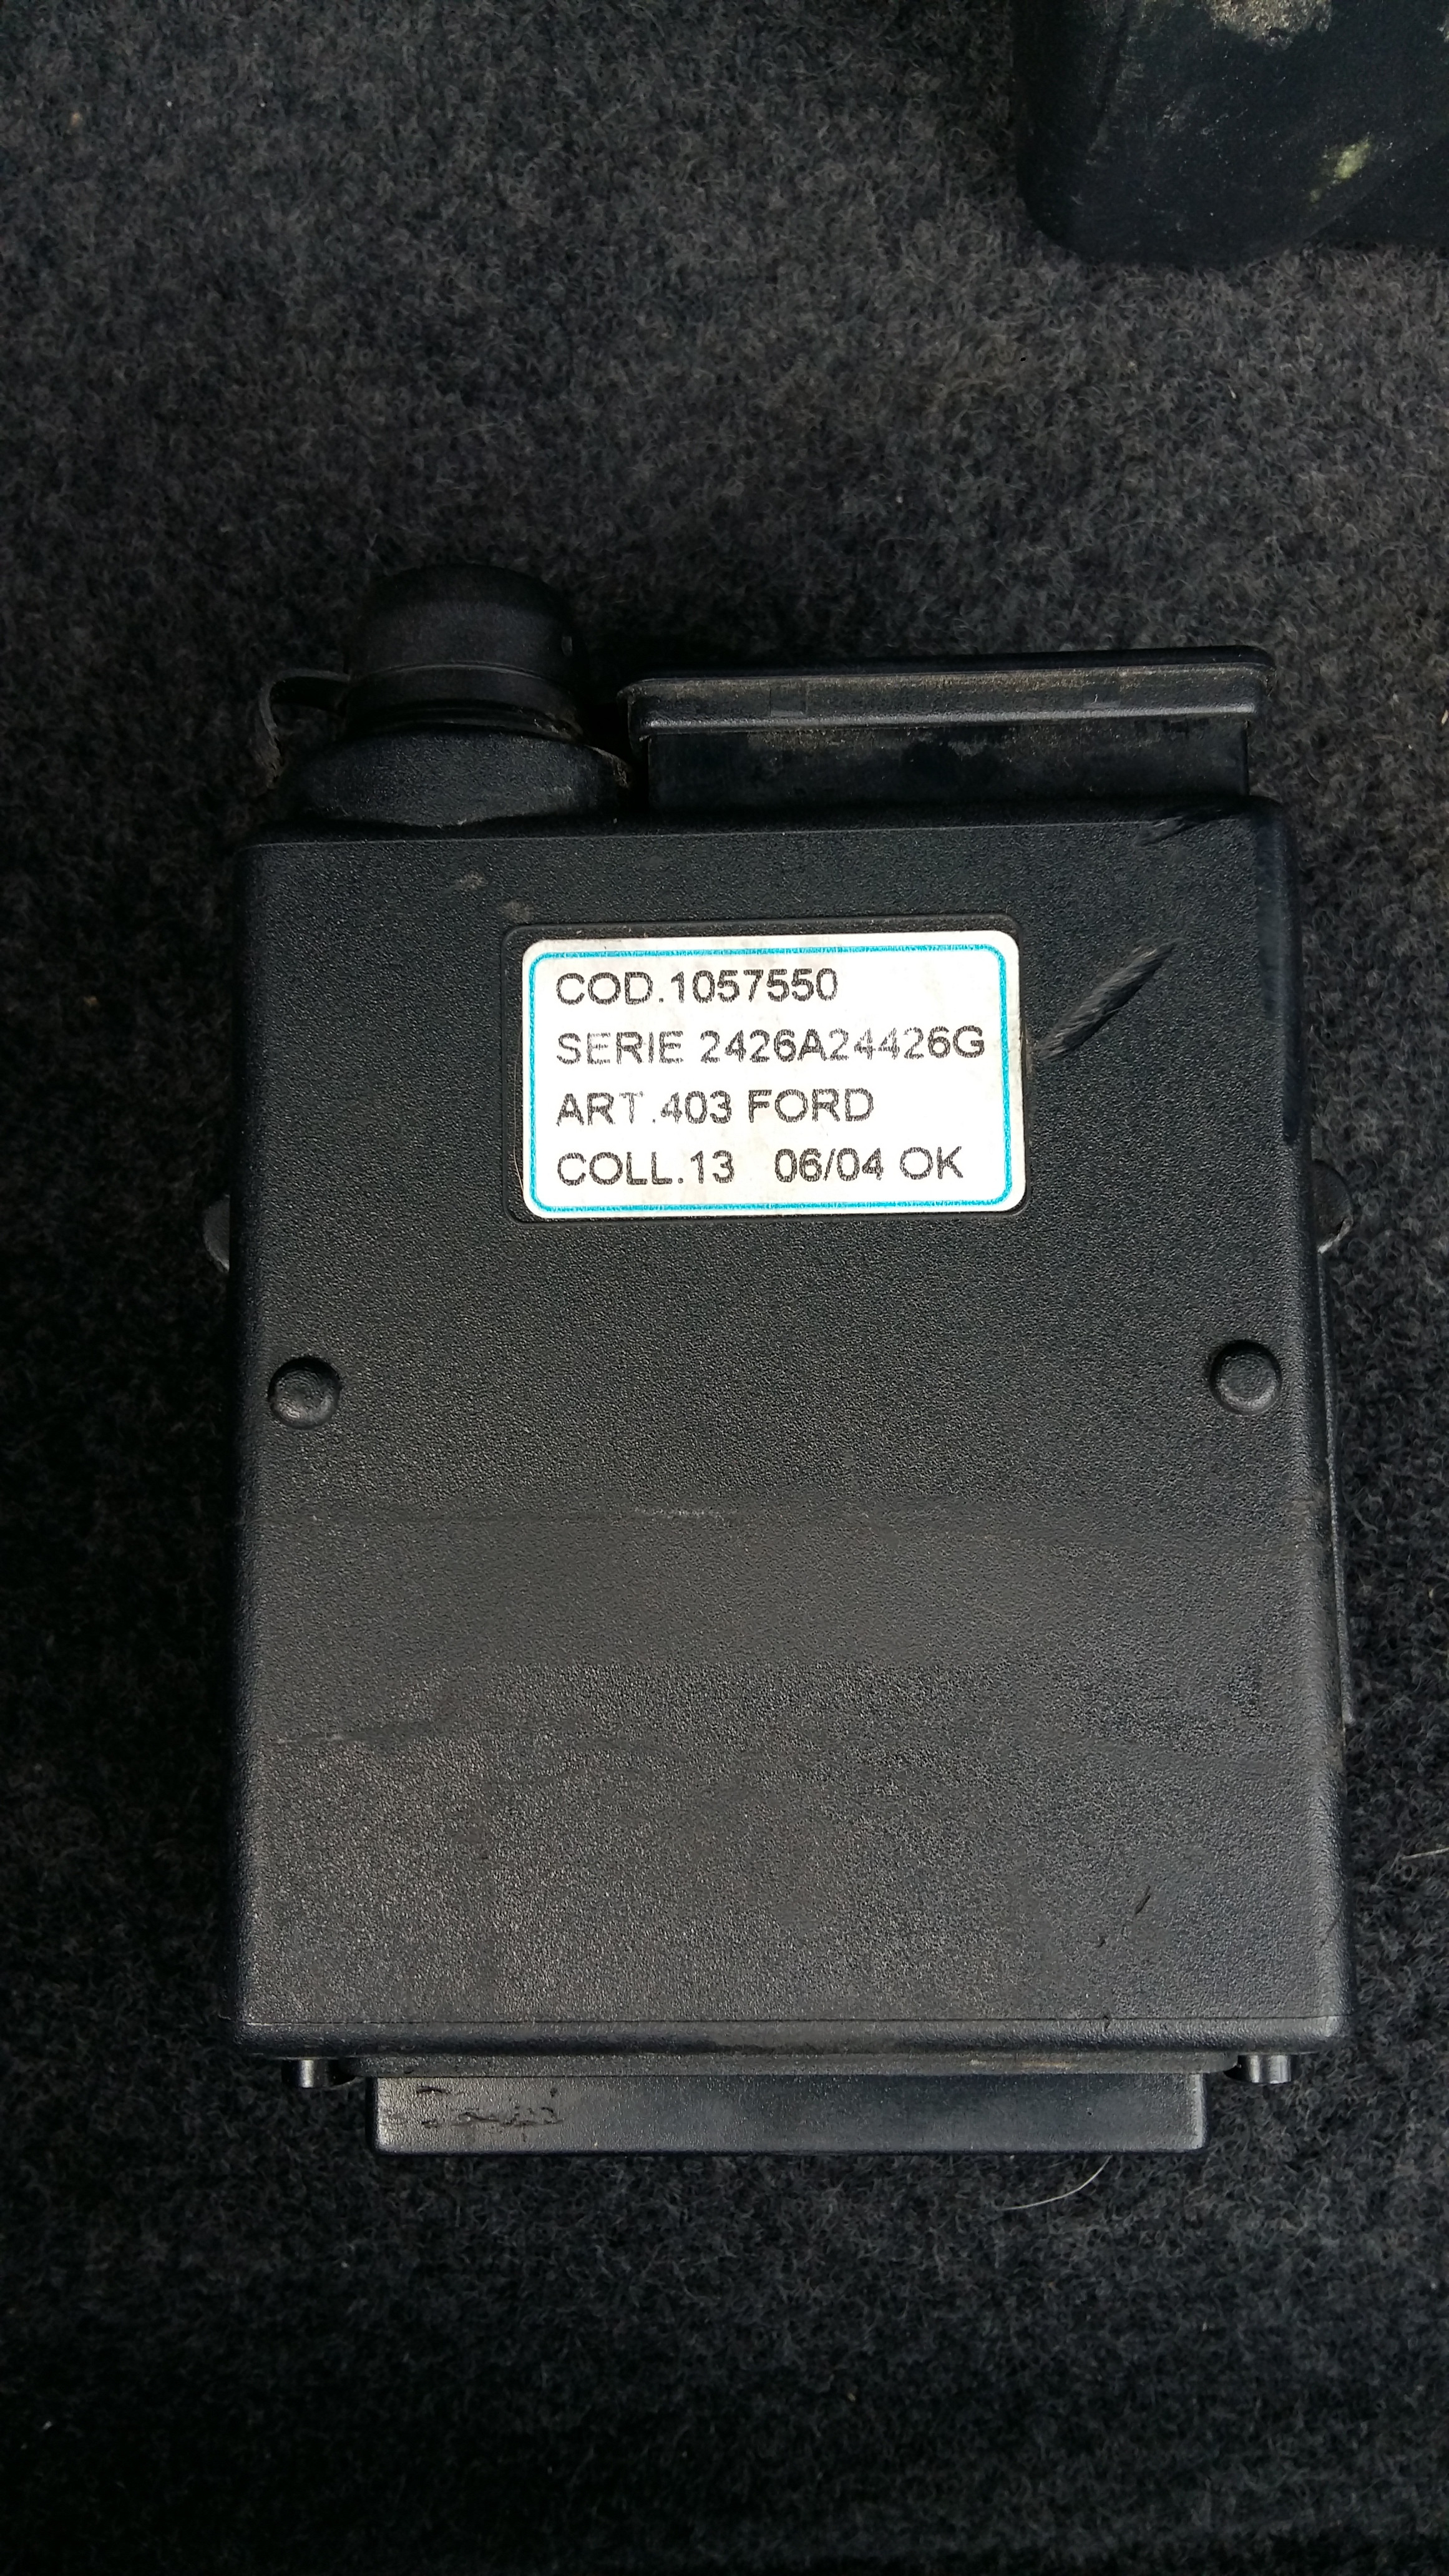 COD.1057550
SERIE 2426A24426G
ART.403 FORD
COLL.13 06/04 OK